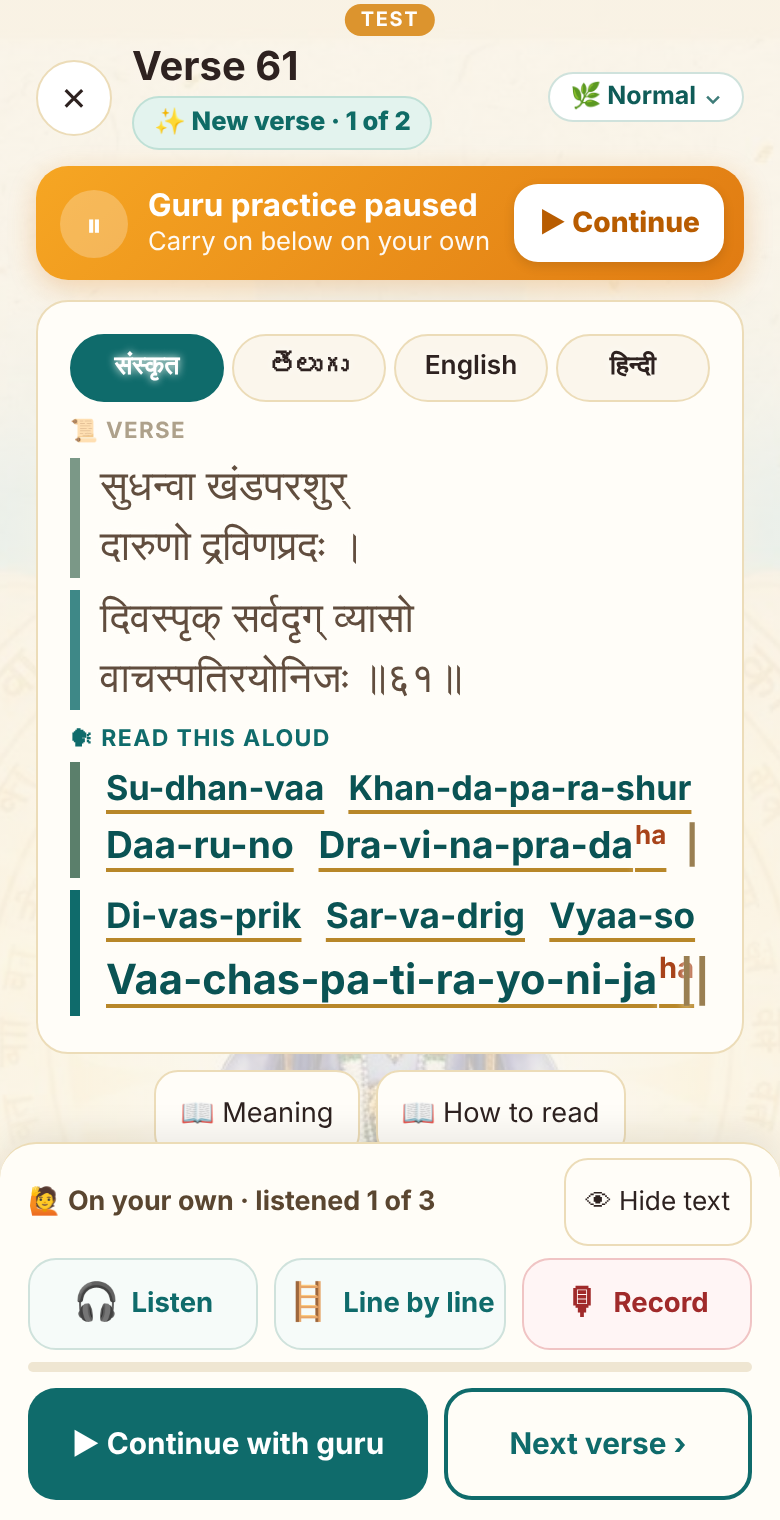 TEST
Verse 61
✕
✨ New verse · 1 of 2
🌿 Normal
Guru practice paused
Carry on below on your own
▶ Continue
संस्कृत
తెలుగు
English
हिन्दी
📜 VERSE
सुधन्वा खंडपरशुर्
दारुणो द्रविणप्रदः ।
दिवस्पृक् सर्वदृग् व्यासो
वाचस्पतिरयोनिजः ॥६१॥
🗣 READ THIS ALOUD
Su-dhan-vaa Khan-da-pa-ra-shur
Daa-ru-no Dra-vi-na-pra-daha |
Di-vas-prik Sar-va-drig Vyaa-so
Vaa-chas-pa-ti-ra-yo-ni-jaha ||
📖 Meaning
📖 How to read
🙋 On your own · listened 1 of 3
👁 Hide text
🎧 Listen
🪜 Line by line
🎙 Record
▶ Continue with guru
Next verse ›